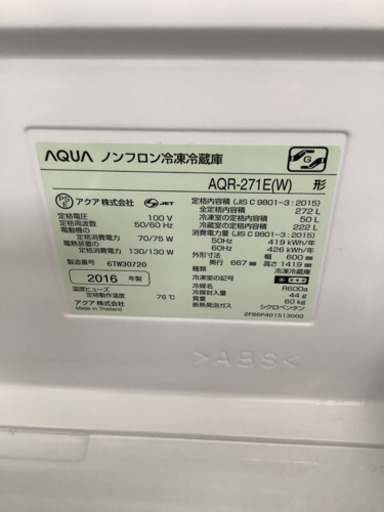 AQUA ノンフロン冷凍冷蔵庫
G
AQR-271E(W) 形
PS E アクア株式会社 JET
定格電圧 100 V
定格周波数 50/60 Hz
電動機の
定格消費電力 70/75 W
電熱装置の
定格消費電力 130/130 W
製造番号 6TW30720
2016 年製
温度ヒューズ
定格動作温度 76℃
アクア株式会社
Made in Thailand
定格内容積 (JIS C 9801-3:2015)
全定格内容積 272 L
冷凍室の定格内容積 50 L
冷蔵室の定格内容積 222 L
消費電力量 (JIS C 9801-3:2015)
50Hz 419 kWh/年
60Hz 426 kWh/年
外形寸法 幅 600 mm
奥行 667 mm 高さ 1419 mm
種類 冷凍冷蔵庫
冷凍室の記号
冷媒 R600a
冷媒封入量 44 g
質量 60 kg
断熱発泡ガス シクロペンタン
2FB6P401513000
>ABS<